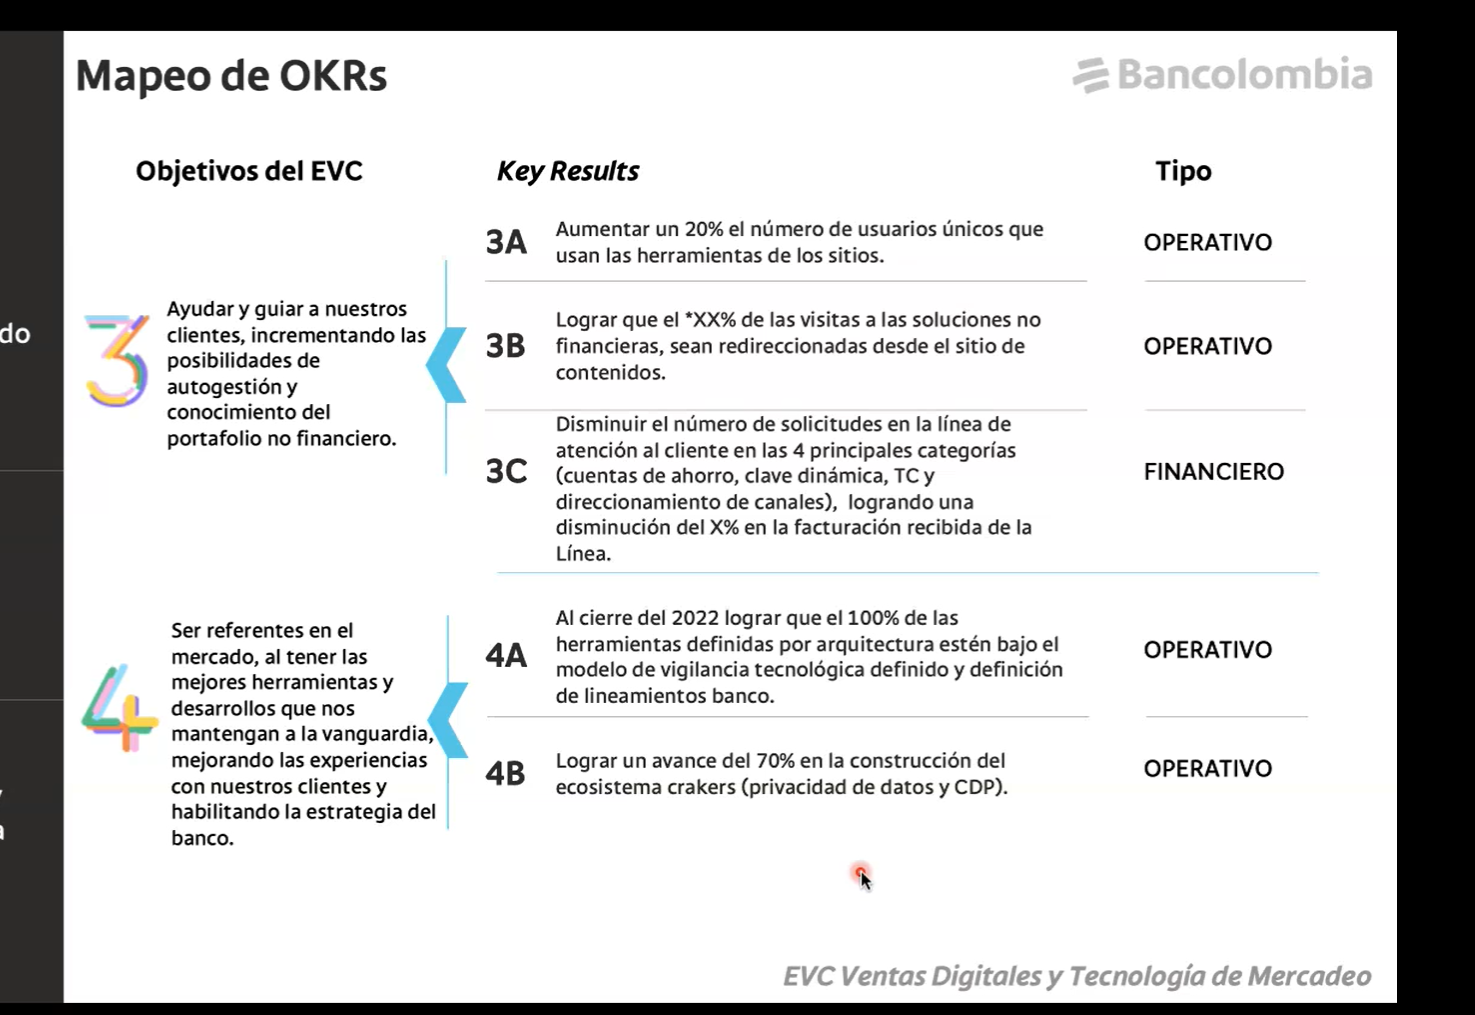 Mapeo de OKRs
Bancolombia
Objetivos del EVC
Key Results
Tipo
3
Ayudar y guiar a nuestros
clientes, incrementando las
posibilidades de
autogestión y
conocimiento del
portafolio no financiero.
3A
Aumentar un 20% el número de usuarios únicos que
usan las herramientas de los sitios.
OPERATIVO
3B
Lograr que el *XX% de las visitas a las soluciones no
financieras, sean redireccionadas desde el sitio de
contenidos.
OPERATIVO
3C
Disminuir el número de solicitudes en la línea de
atención al cliente en las 4 principales categorías
(cuentas de ahorro, clave dinámica, TC y
direccionamiento de canales), logrando una
disminución del X% en la facturación recibida de la
Línea.
FINANCIERO
4
Ser referentes en el
mercado, al tener las
mejores herramientas y
desarrollos que nos
mantengan a la vanguardia,
mejorando las experiencias
con nuestros clientes y
habilitando la estrategia del
banco.
4A
Al cierre del 2022 lograr que el 100% de las
herramientas definidas por arquitectura estén bajo el
modelo de vigilancia tecnológica definido y definición
de lineamientos banco.
OPERATIVO
4B
Lograr un avance del 70% en la construcción del
ecosistema crakers (privacidad de datos y CDP).
OPERATIVO
EVC Ventas Digitales y Tecnología de Mercadeo
do